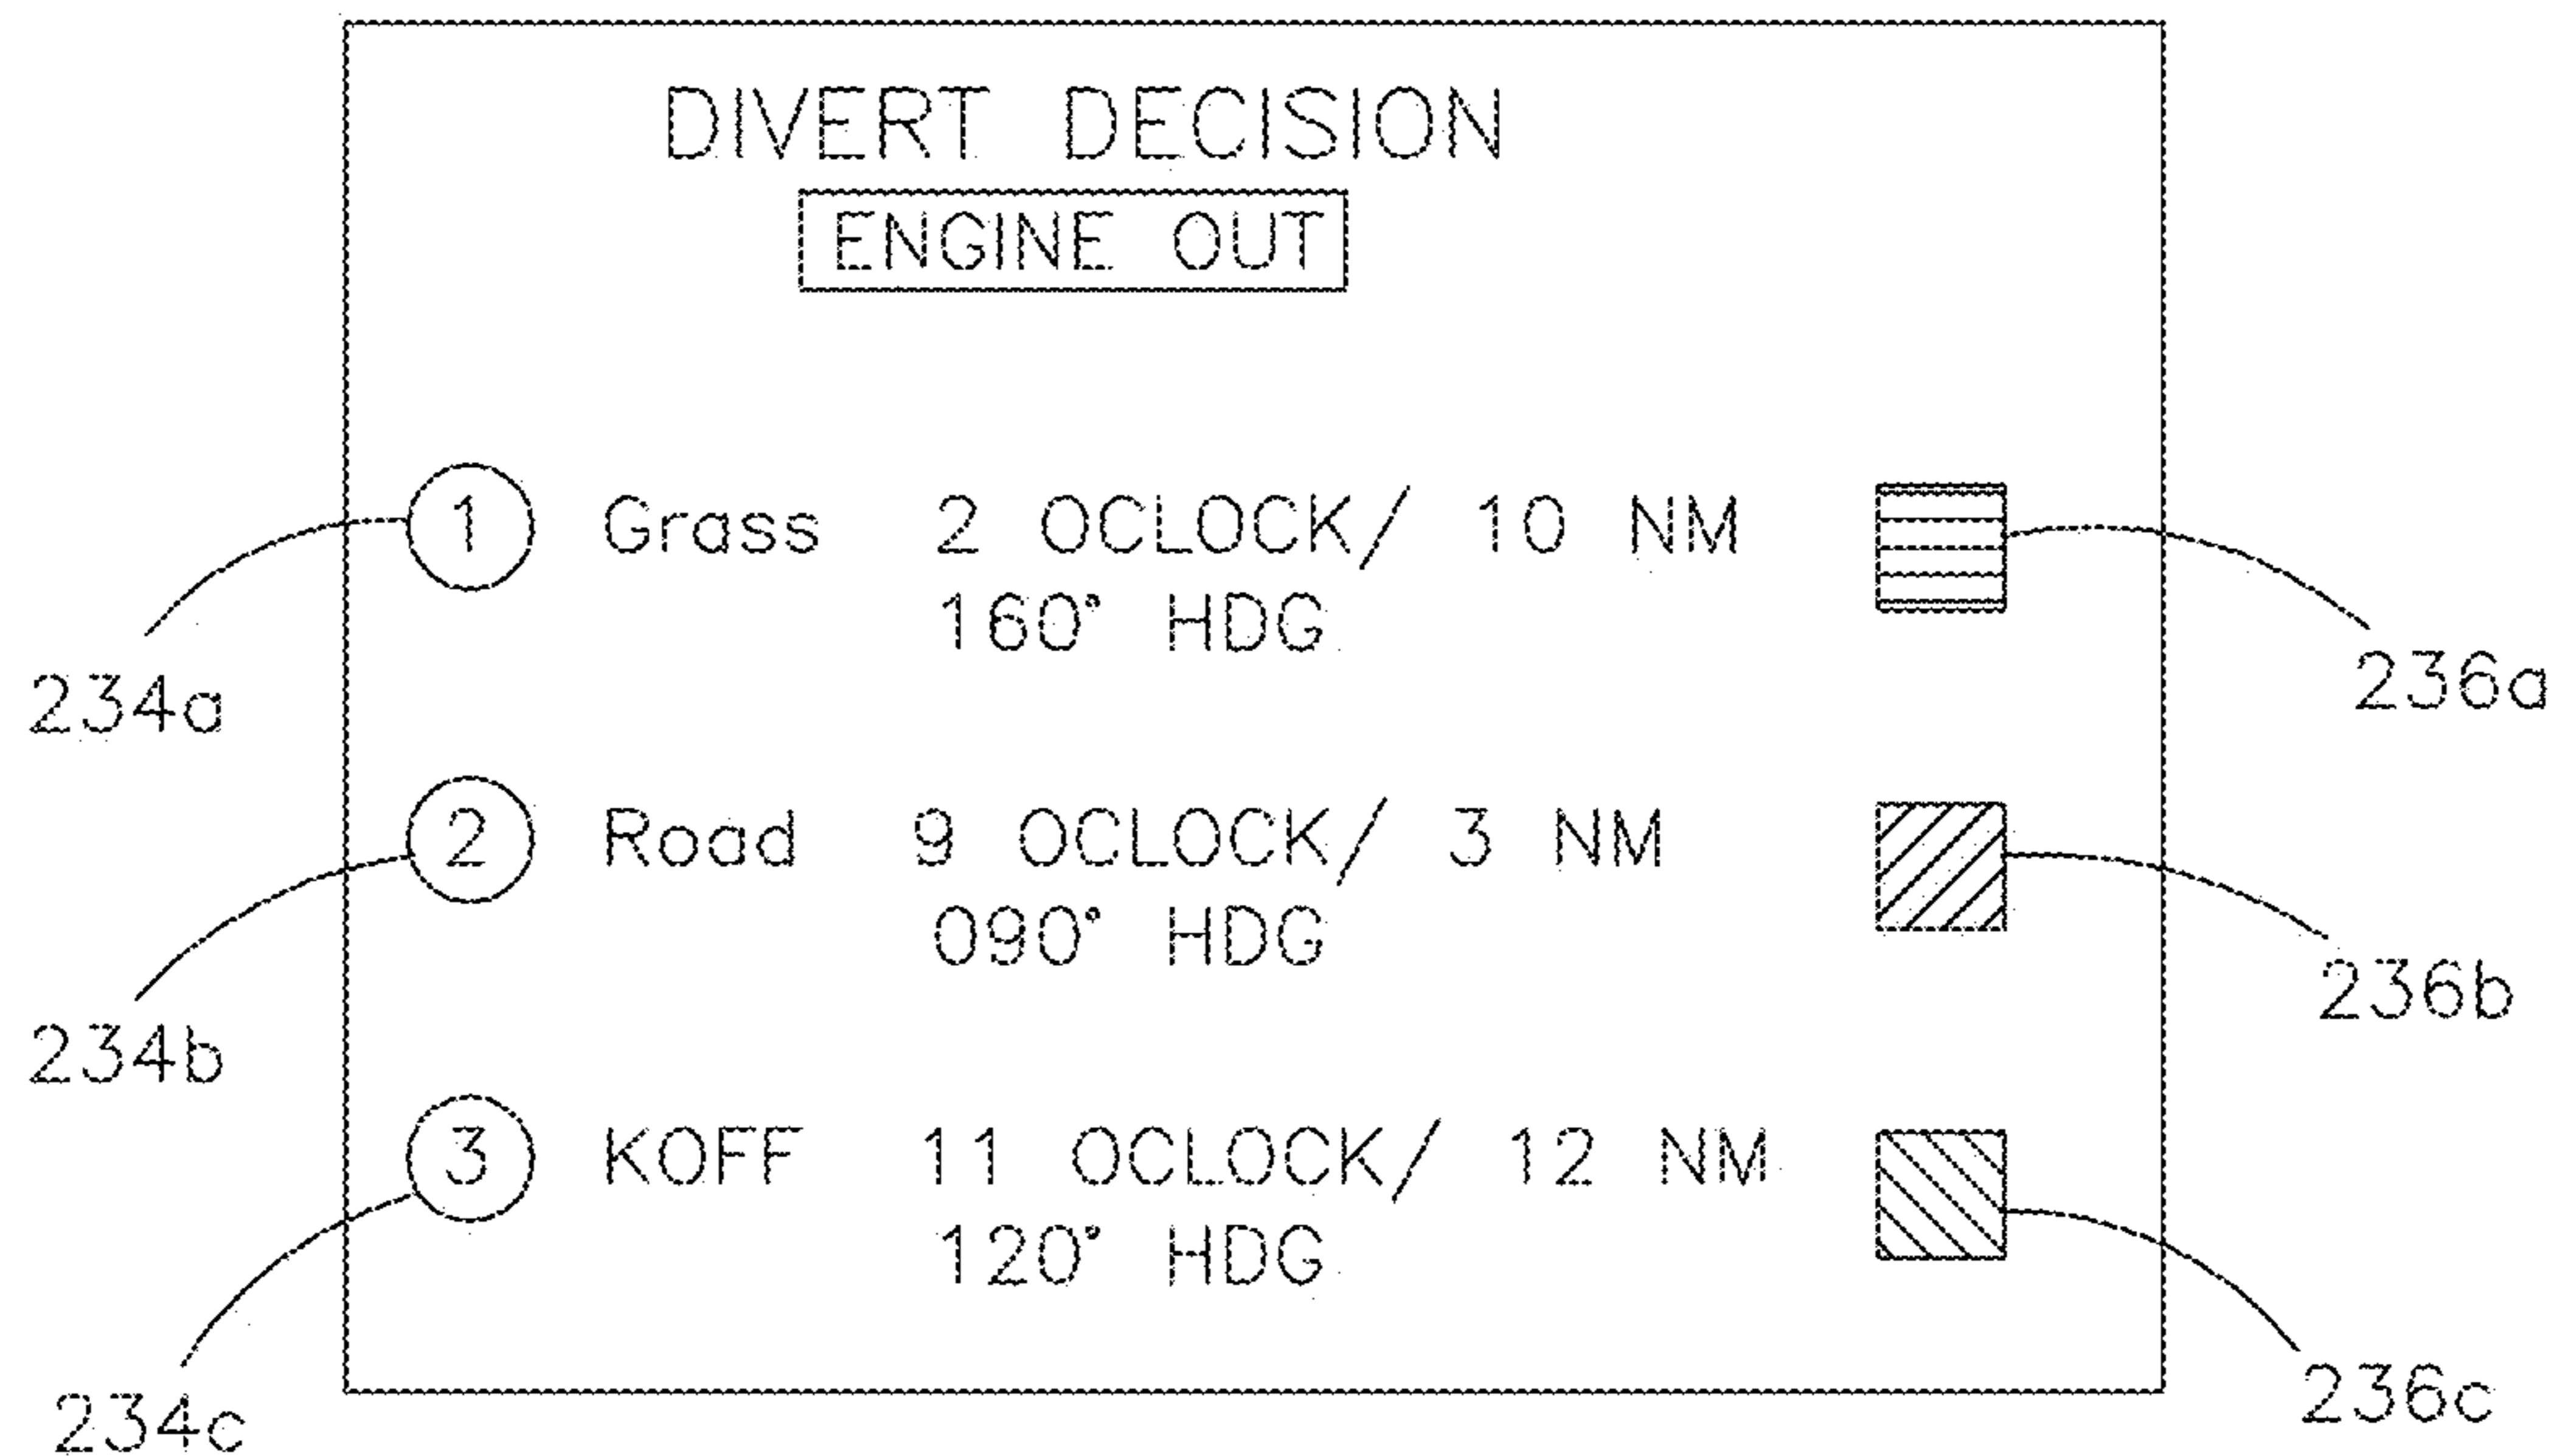 DIVERT DECISION
ENGINE OUT
1 Grass 2 OCLOCK/ 10 NM
160° HDG
234a
236a
2 Road 9 OCLOCK/ 3 NM
090° HDG
236b
234b
3 KOFF 11 OCLOCK/ 12 NM
120° HDG
236c
234c